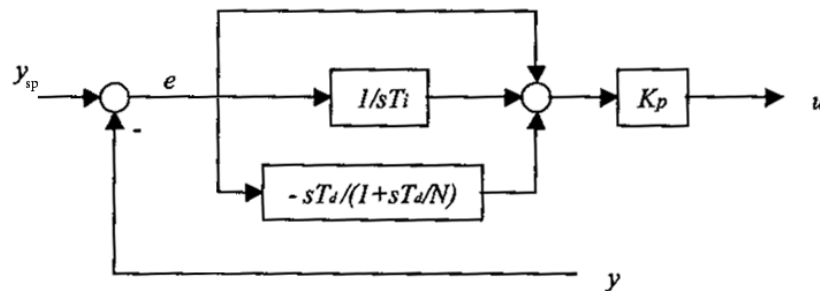 y_sp
e
-
1/sTi
K_p
u
- sT_d/(1+sT_d/N)
y